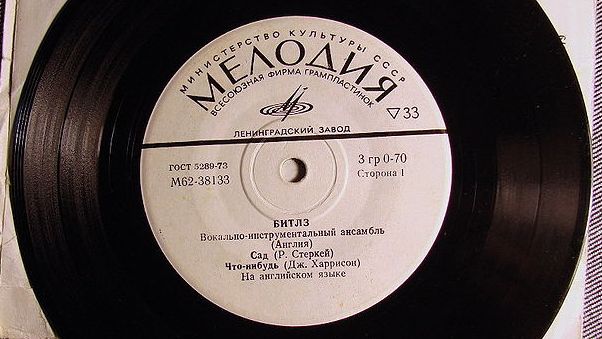 МИНИСТЕРСТВО КУЛЬТУРЫ СССР
МЕЛОДИЯ
ВСЕСОЮЗНАЯ ФИРМА ГРАМПЛАСТИНОК
▽33
ЛЕНИНГРАДСКИЙ ЗАВОД
ГОСТ 5289-73
М62-38133
3 гр 0-70
Сторона 1
БИТЛЗ
Вокально-инструментальный ансамбль
(Англия)
Сад (Р. Стеркей)
Что-нибудь (Дж. Харрисон)
На английском языке